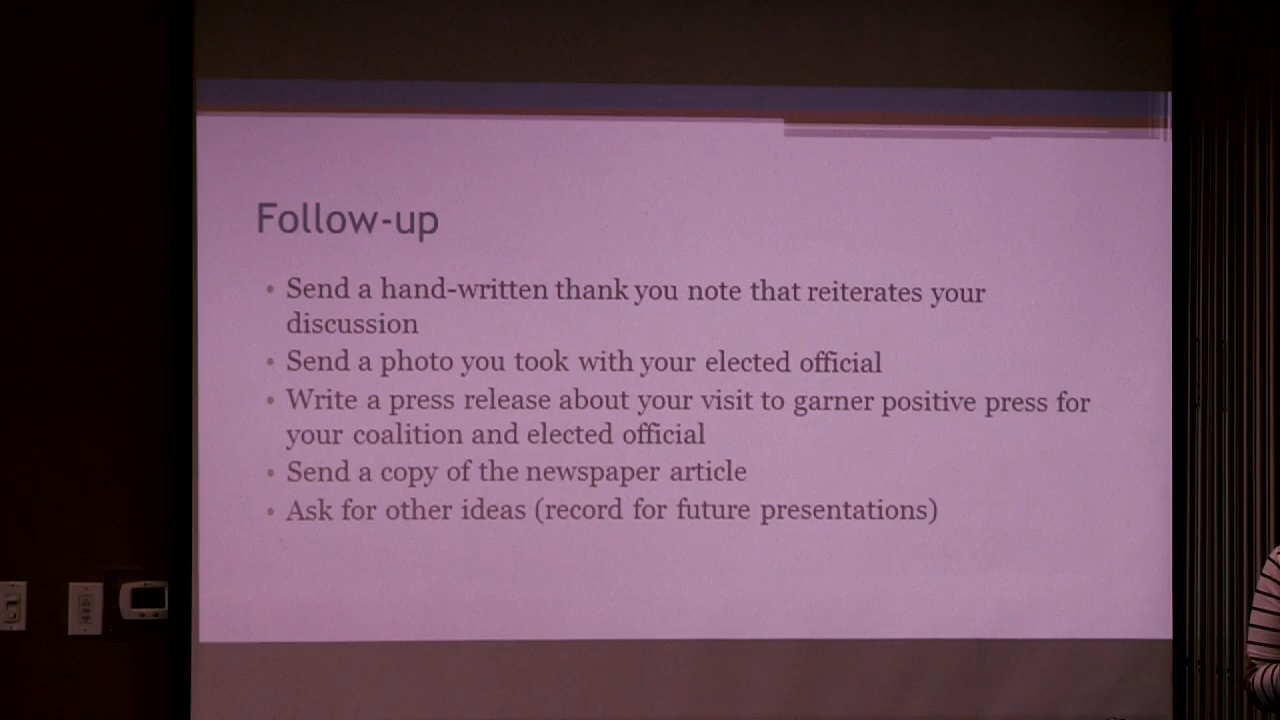 Follow-up
• Send a hand-written thank you note that reiterates your
discussion
• Send a photo you took with your elected official
• Write a press release about your visit to garner positive press for
your coalition and elected official
• Send a copy of the newspaper article
• Ask for other ideas (record for future presentations)